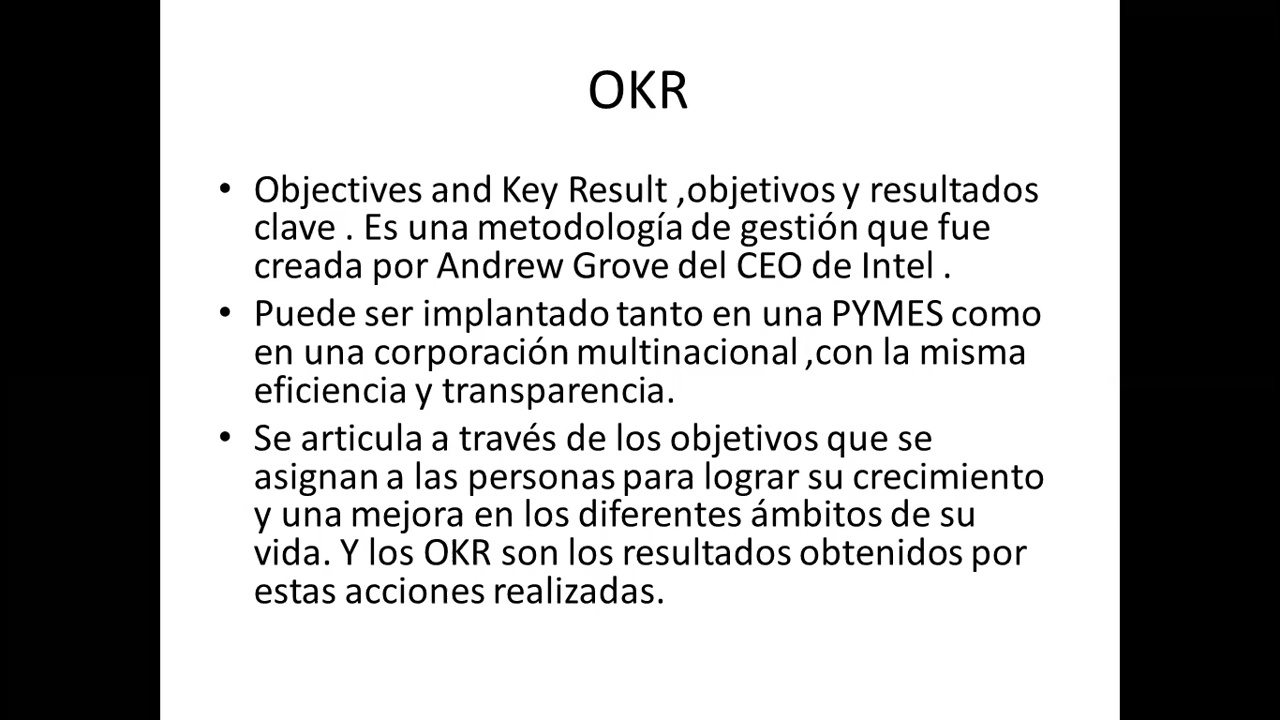 OKR
• Objectives and Key Result ,objetivos y resultados
clave . Es una metodología de gestión que fue
creada por Andrew Grove del CEO de Intel .
• Puede ser implantado tanto en una PYMES como
en una corporación multinacional ,con la misma
eficiencia y transparencia.
• Se articula a través de los objetivos que se
asignan a las personas para lograr su crecimiento
y una mejora en los diferentes ámbitos de su
vida. Y los OKR son los resultados obtenidos por
estas acciones realizadas.